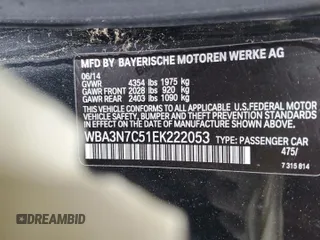 MFD BY BAYERISCHE MOTOREN WERKE AG
06/14
GVWR 4354 lbs 1975 kg
GAWR FRONT 2028 lbs 920 kg
GAWR REAR 2403 lbs 1090 kg
THIS VEHICLE CONFORMS TO ALL APPLICABLE U.S. FEDERAL MOTOR
VEHICLE SAFETY, BUMPER, AND THEFT PREVENTION STANDARDS
IN EFFECT ON THE DATE OF MANUFACTURE SHOWN ABOVE.
WBA3N7C51EK222053 TYPE: PASSENGER CAR
475/
7 315 814
DREAMBID